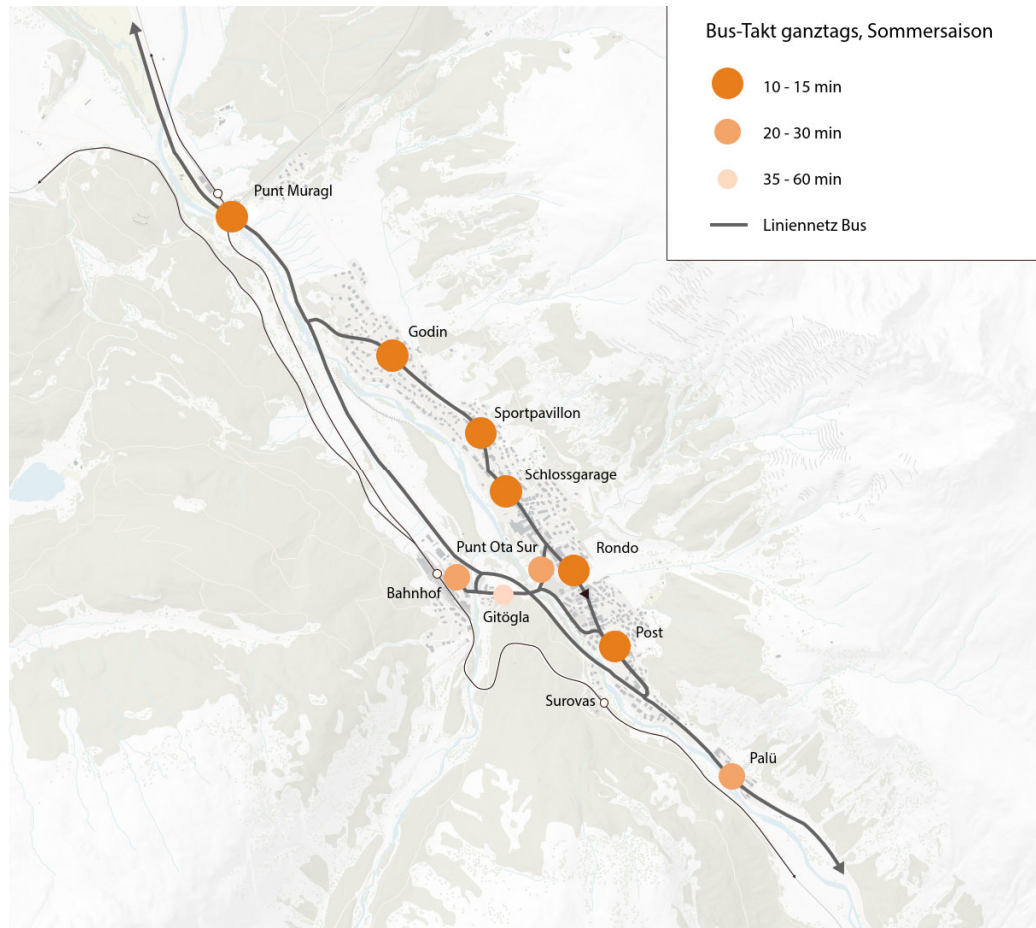 Bus-Takt ganztags, Sommersaison
10 - 15 min
20 - 30 min
35 - 60 min
Liniennetz Bus
Punt Muragl
Godin
Sportpavillon
Schlossgarage
Punt Ota Sur
Rondo
Bahnhof
Gitögla
Post
Surovas
Palü